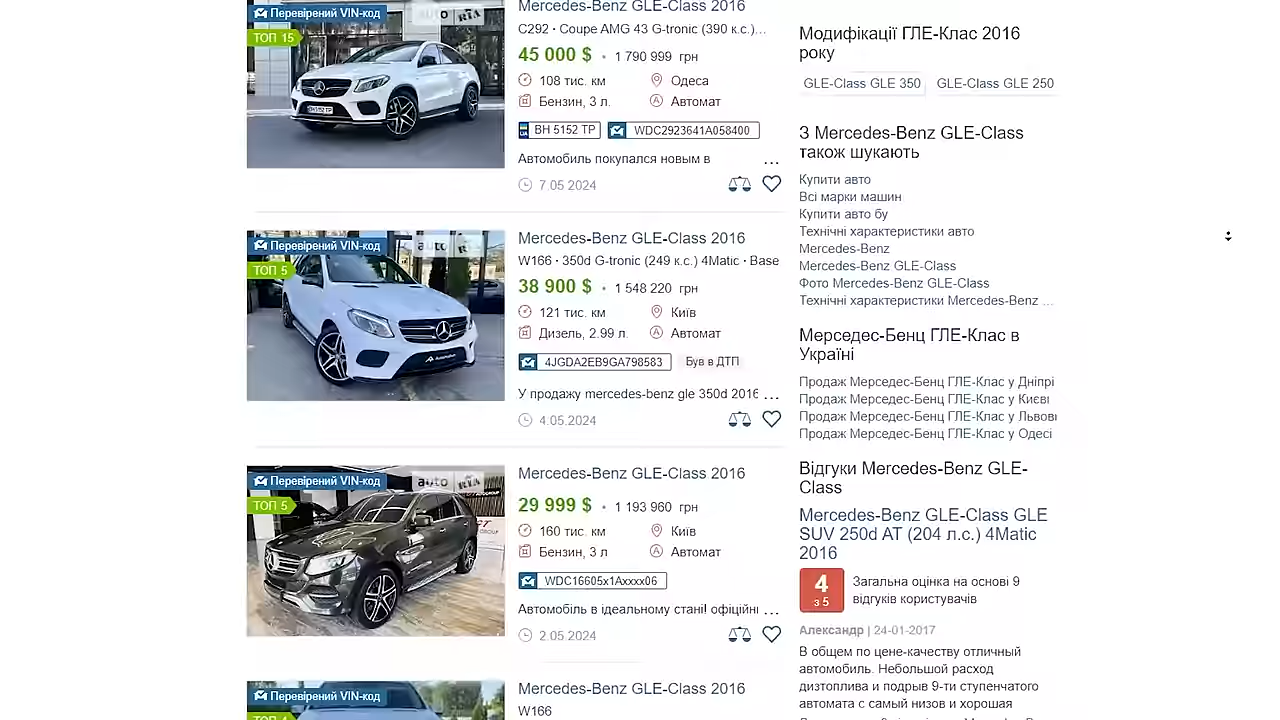 Перевірений VIN-код
ТОП 15
Mercedes-Benz GLE-Class 2016
C292 · Coupe AMG 43 G-tronic (390 к.с.)...
45 000 $ · 1 790 999 грн
108 тис. км
Одеса
Бензин, 3 л.
Автомат
BH 5152 TP
WDC2923641A058400
Автомобиль покупался новым в ...
7.05.2024
Перевірений VIN-код
auto
ТОП 5
Mercedes-Benz GLE-Class 2016
W166 · 350d G-tronic (249 к.с.) 4Matic · Base
38 900 $ · 1 548 220 грн
121 тис. км
Київ
Дизель, 2.99 л.
Автомат
4JGDA2EB9GA798583
Був в ДТП
У продажу mercedes-benz gle 350d 2016 ...
4.05.2024
Перевірений VIN-код
auto RIA
ТОП 5
Mercedes-Benz GLE-Class 2016
29 999 $ · 1 193 960 грн
160 тис. км
Київ
Бензин, 3 л
Автомат
WDC16605x1Axxxx06
Автомобіль в ідеальному стані! офіційн ...
2.05.2024
Перевірений VIN-код
Mercedes-Benz GLE-Class 2016
W166
Модифікації ГЛЕ-Клас 2016
року
GLE-Class GLE 350
GLE-Class GLE 250
З Mercedes-Benz GLE-Class
також шукають
Купити авто
Всі марки машин
Купити авто бу
Технічні характеристики авто
Mercedes-Benz
Mercedes-Benz GLE-Class
Фото Mercedes-Benz GLE-Class
Технічні характеристики Mercedes-Benz ...
Мерседес-Бенц ГЛЕ-Клас в
Україні
Продаж Мерседес-Бенц ГЛЕ-Клас у Дніпрі
Продаж Мерседес-Бенц ГЛЕ-Клас у Києві
Продаж Мерседес-Бенц ГЛЕ-Клас у Львові
Продаж Мерседес-Бенц ГЛЕ-Клас у Одесі
Відгуки Mercedes-Benz GLE-
Class
Mercedes-Benz GLE-Class GLE
SUV 250d AT (204 л.с.) 4Matic
2016
4
з 5
Загальна оцінка на основі 9
відгуків користувачів
Александр | 24-01-2017
В общем по цене-качеству отличный
автомобиль. Небольшой расход
дизтоплива и подрыв 9-ти ступенчатого
автомата с самый низов и хорошая